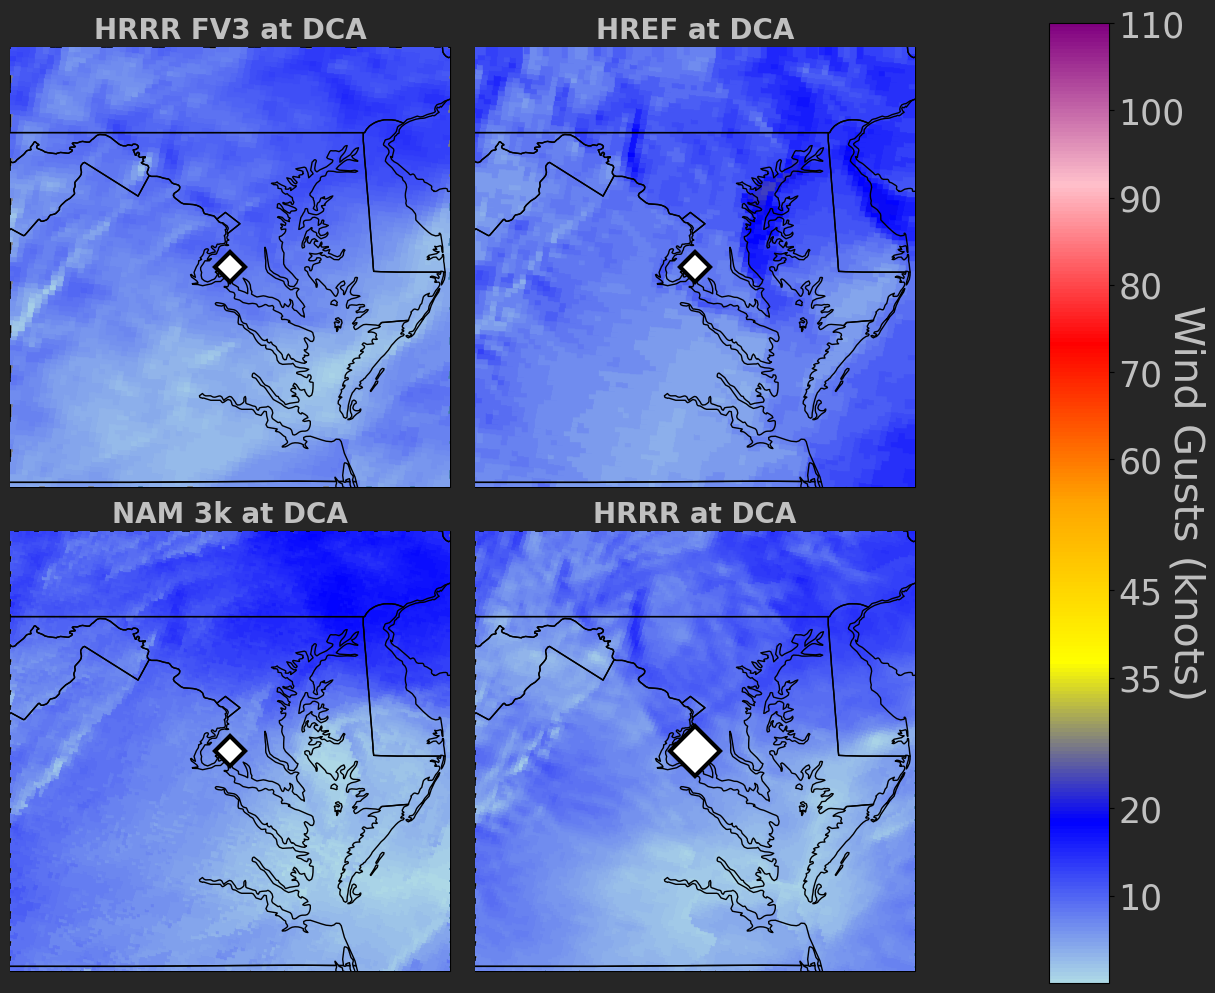 HRRR FV3 at DCA
HREF at DCA
NAM 3k at DCA
HRRR at DCA
110
100
90
80
70
60
45
35
20
10
Wind Gusts (knots)